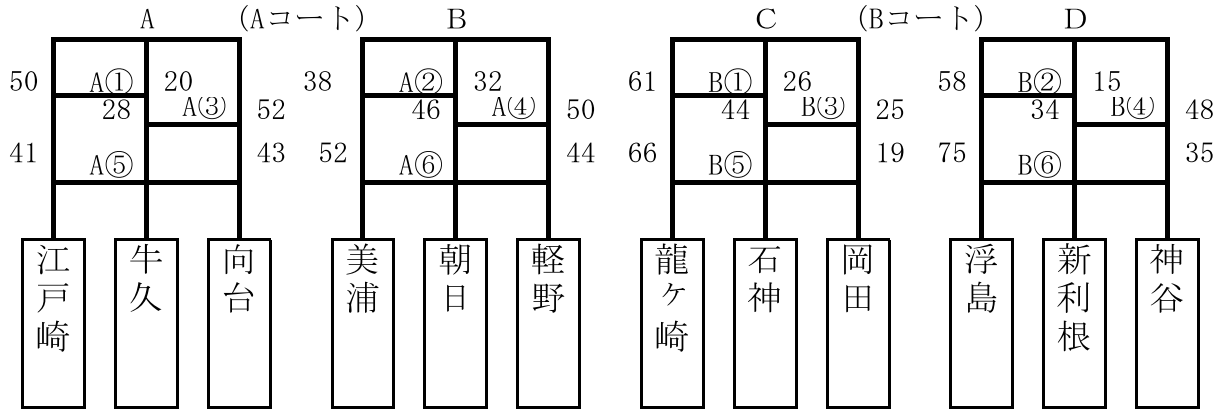 A (Aコート) B C (Bコート) D
50 A① 20 38 A② 32 61 B① 26 58 B② 15
28 A③ 52 46 A④ 50 44 B③ 25 34 B④ 48
41 A⑤ 43 52 A⑥ 44 66 B⑤ 19 75 B⑥ 35
江戸崎
牛久
向台
美浦
朝日
軽野
龍ケ崎
石神
岡田
浮島
新利根
神谷